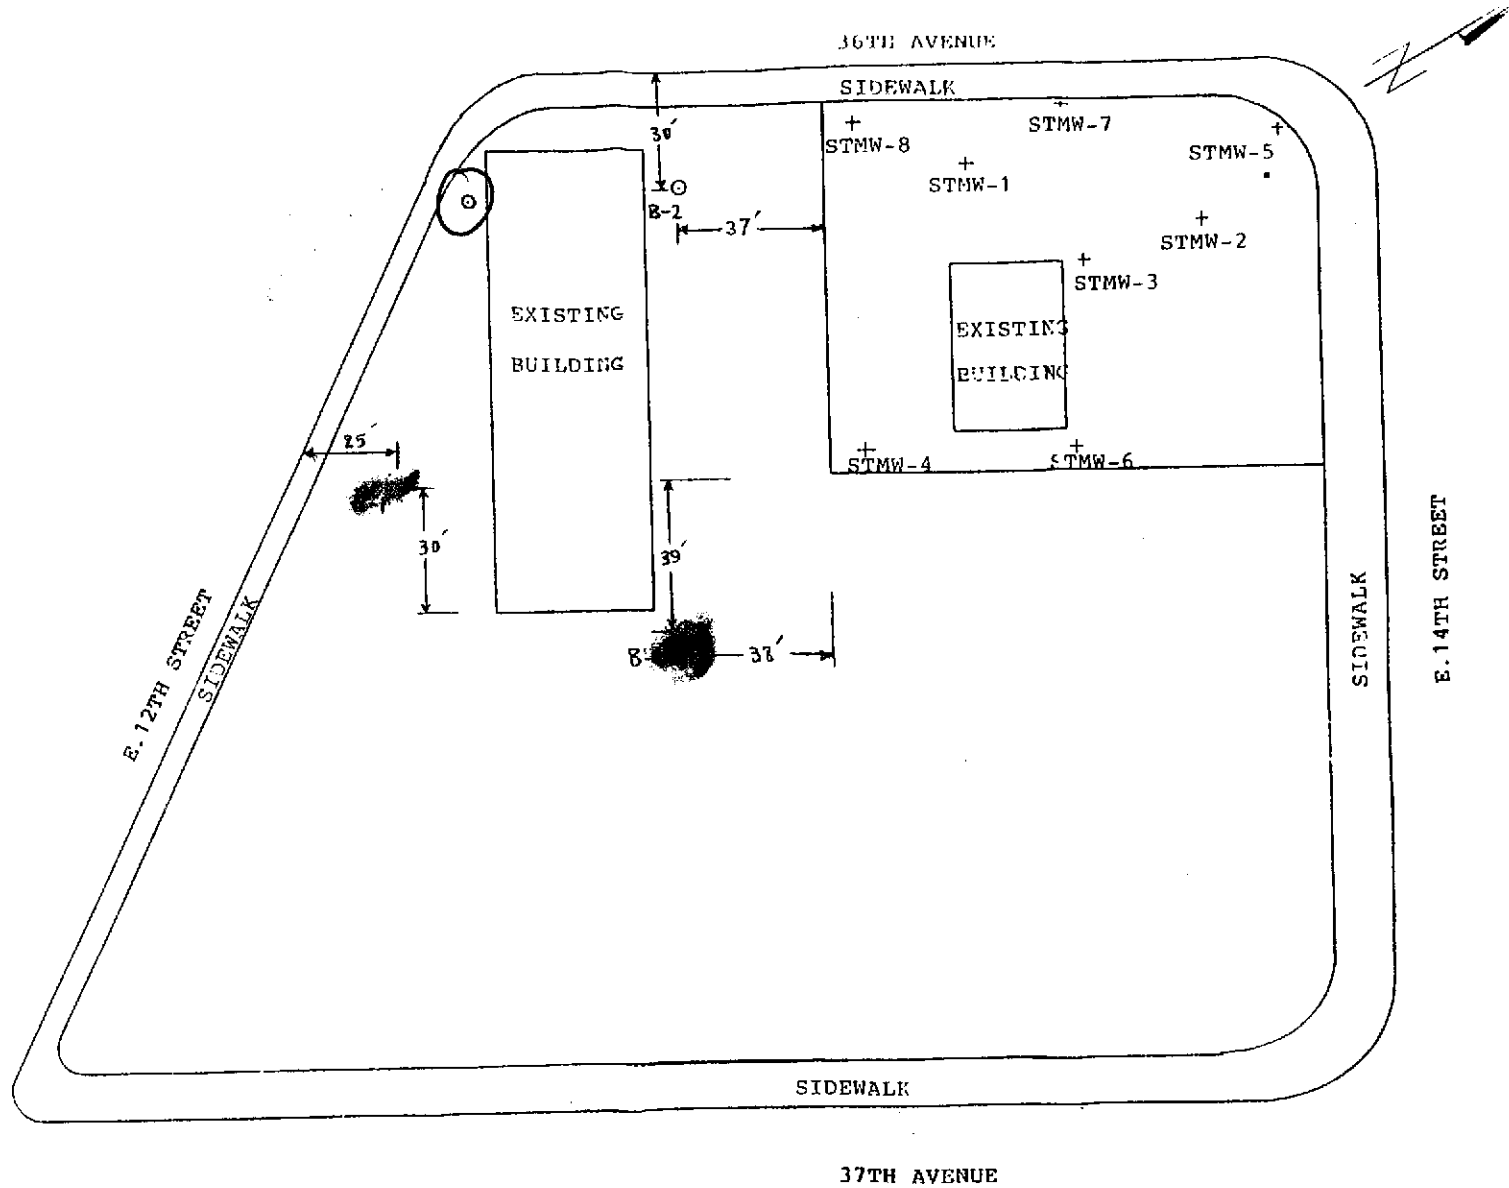 36TH AVENUE
SIDEWALK
N
30'
STMW-8
STMW-7
STMW-5
STMW-1
B-2
37'
STMW-2
STMW-3
EXISTING
BUILDING
EXISTING
BUILDING
25'
STMW-4
STMW-6
30'
39'
38'
E.12TH STREET
SIDEWALK
SIDEWALK
E.14TH STREET
SIDEWALK
37TH AVENUE